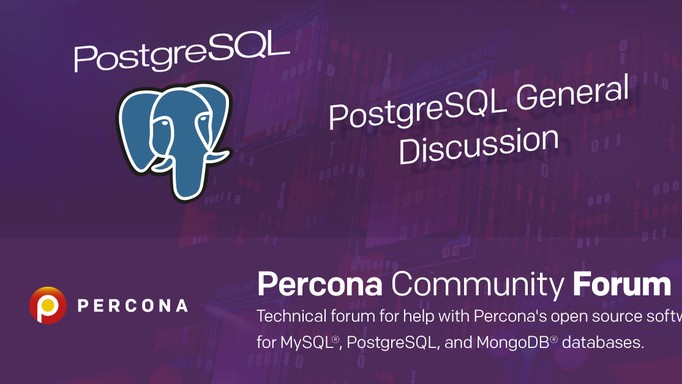 PostgreSQL
PostgreSQL General
Discussion
PERCONA
Percona Community Forum
Technical forum for help with Percona's open source softw
for MySQL®, PostgreSQL, and MongoDB® databases.